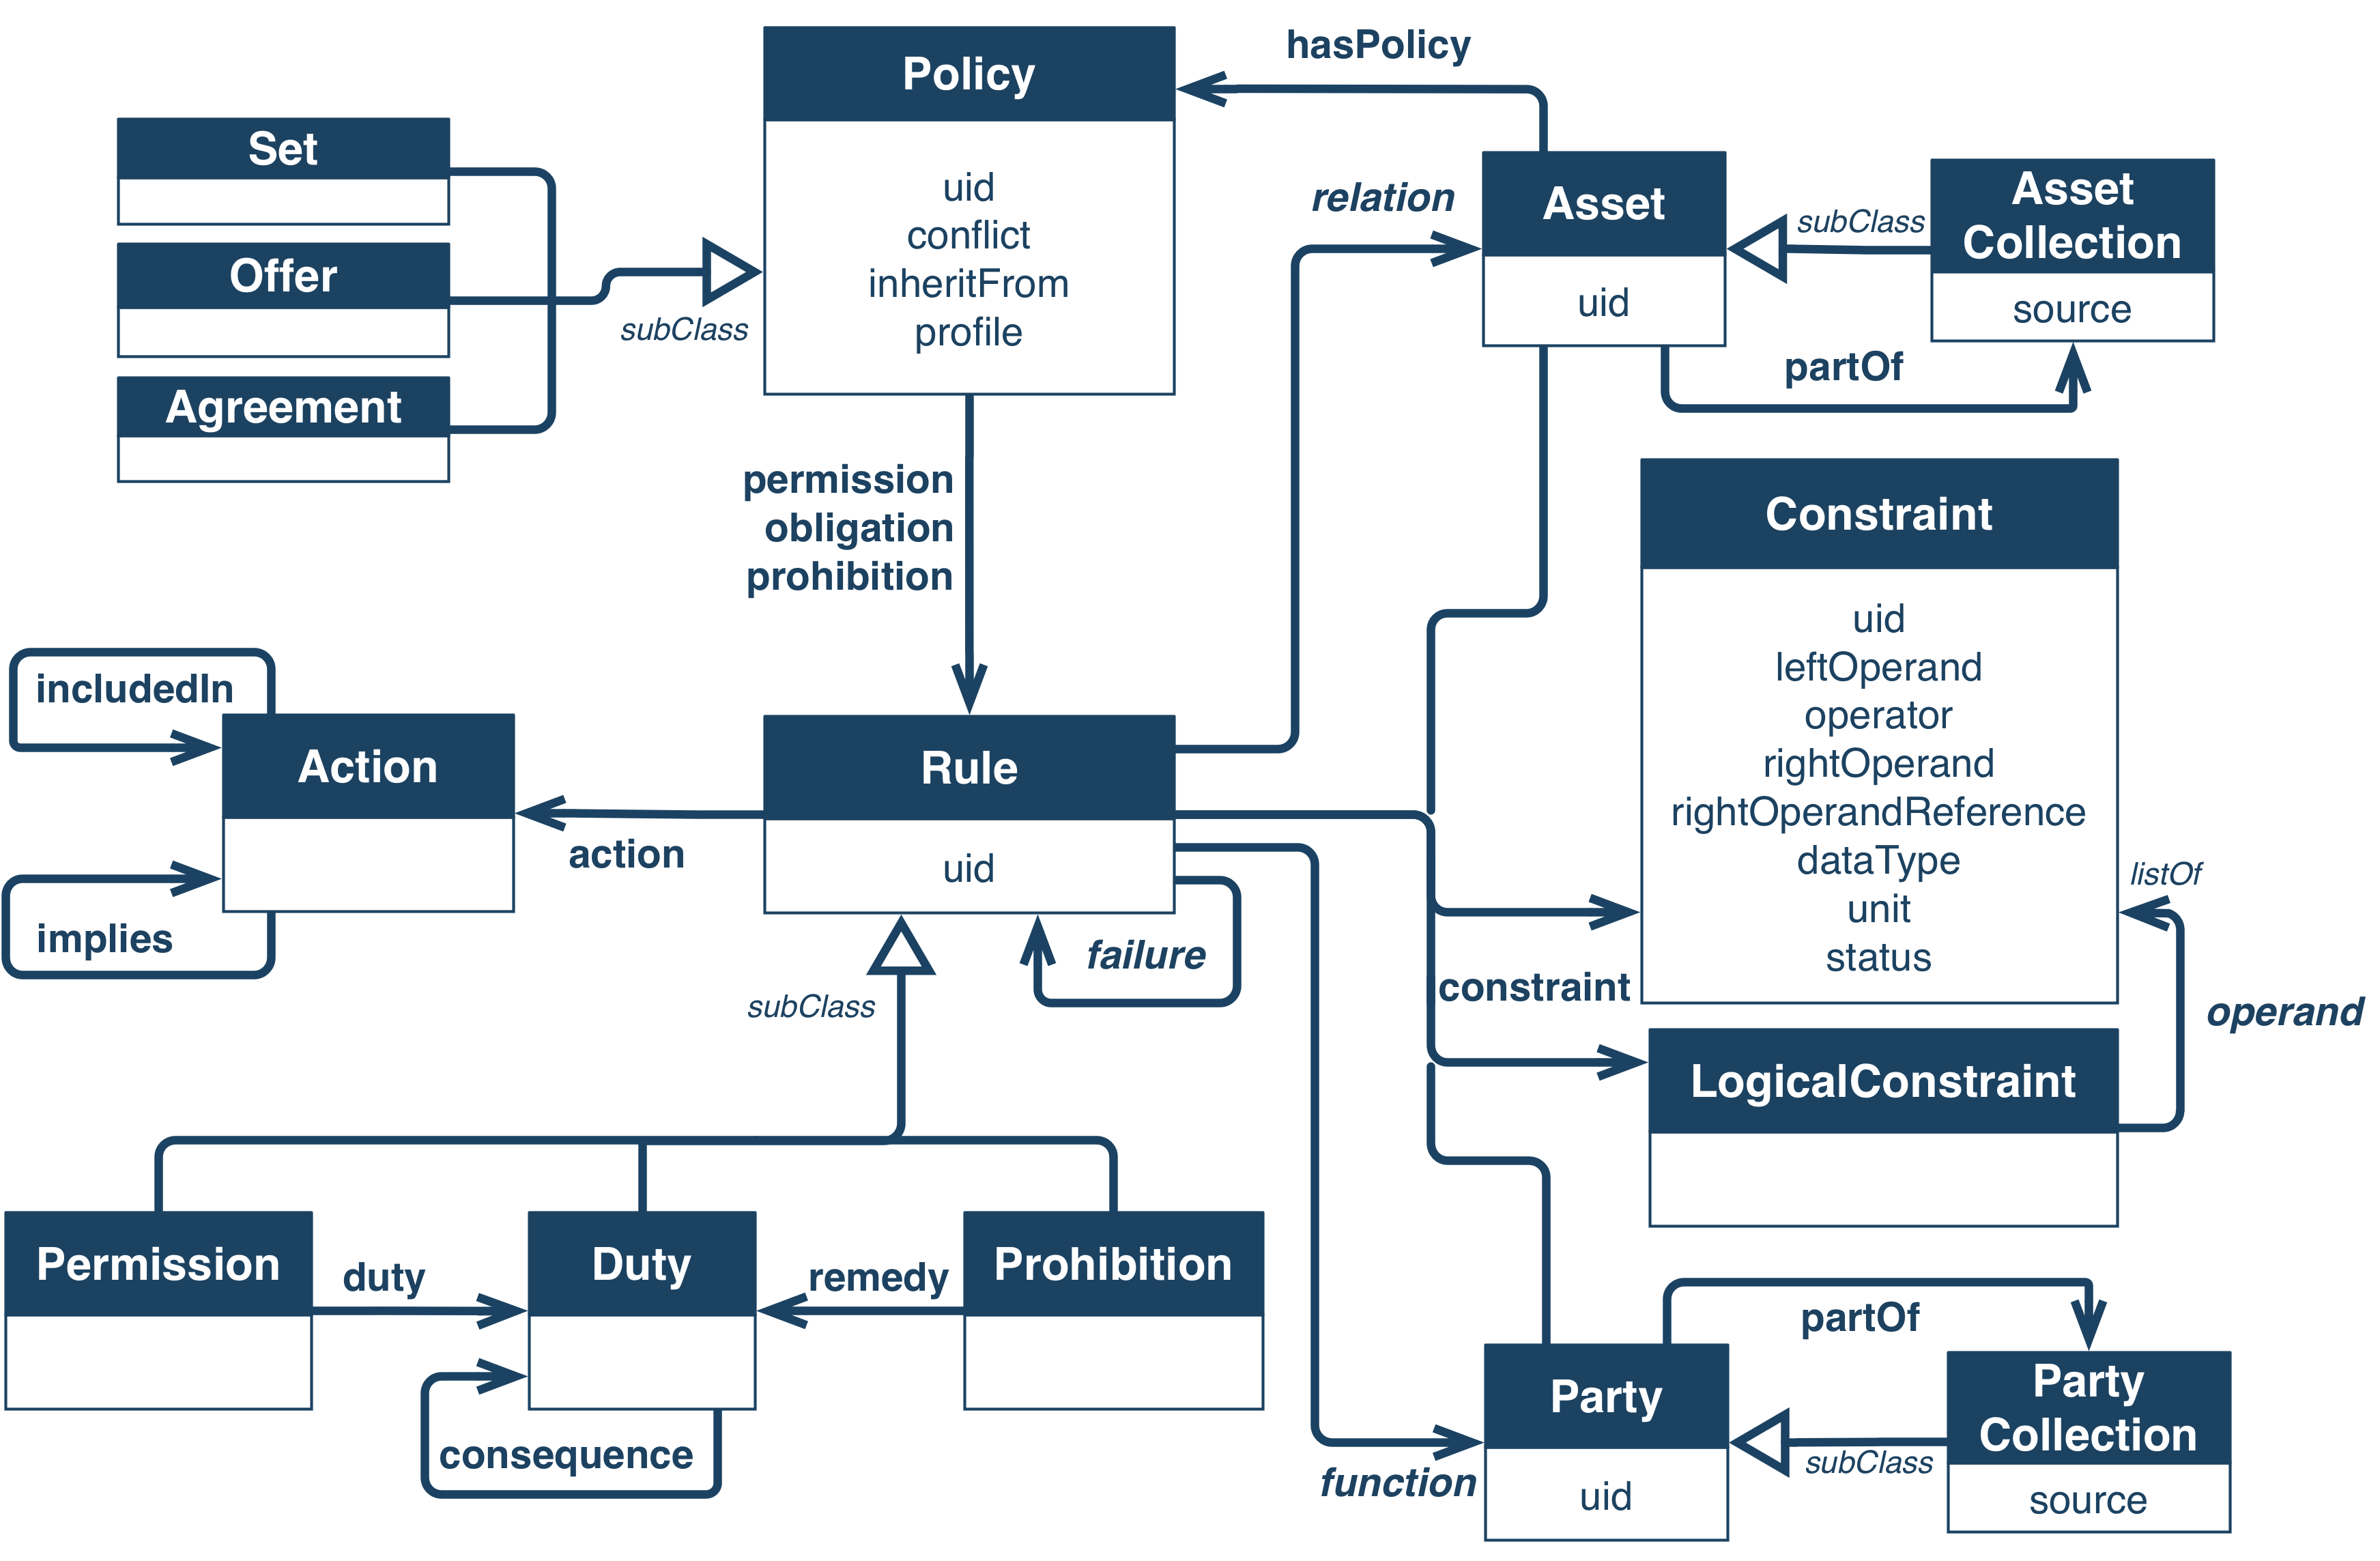 hasPolicy
Policy
uid
conflict
inheritFrom
profile
Set
Offer
Agreement
subClass
relation
Asset
uid
subClass
Asset
Collection
source
partOf
permission
obligation
prohibition
Constraint
uid
leftOperand
operator
rightOperand
rightOperandReference
dataType
unit
status
includedIn
Action
implies
action
Rule
uid
failure
subClass
constraint
listOf
operand
LogicalConstraint
Permission
duty
Duty
remedy
Prohibition
consequence
function
Party
uid
partOf
subClass
Party
Collection
source